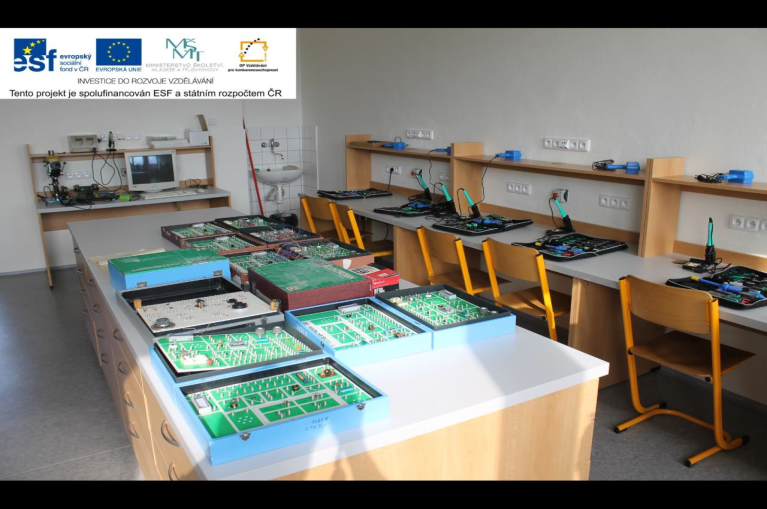 esf evropský
sociální
fond v ČR
EVROPSKÁ UNIE
MINISTERSTVO ŠKOLSTVÍ,
MLÁDEŽE A TĚLOVÝCHOVY
OP Vzdělávání
pro konkurenceschopnost
INVESTICE DO ROZVOJE VZDĚLÁVÁNÍ
Tento projekt je spolufinancován ESF a státním rozpočtem ČR